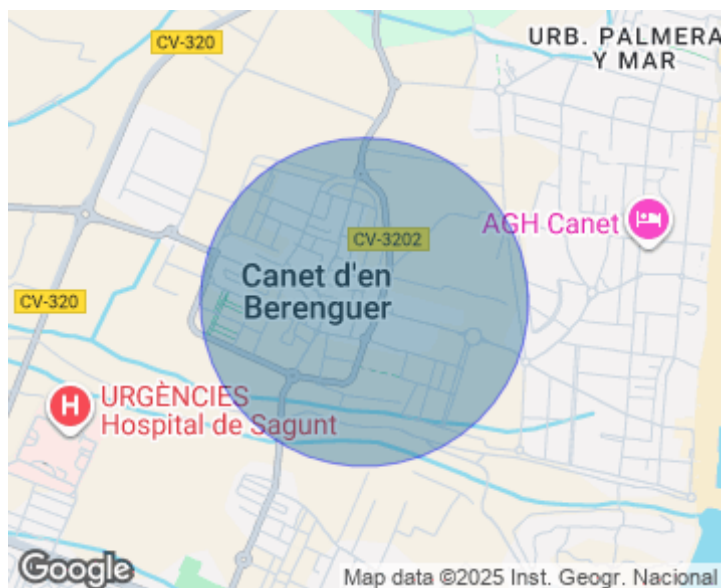 CV-320
URB. PALMERA
Y MAR
CV-3202
AGH Canet
Canet d'en
Berenguer
CV-320
H
URGÈNCIES
Hospital de Sagunt
Google
Map data ©2025 Inst. Geogr. Nacional